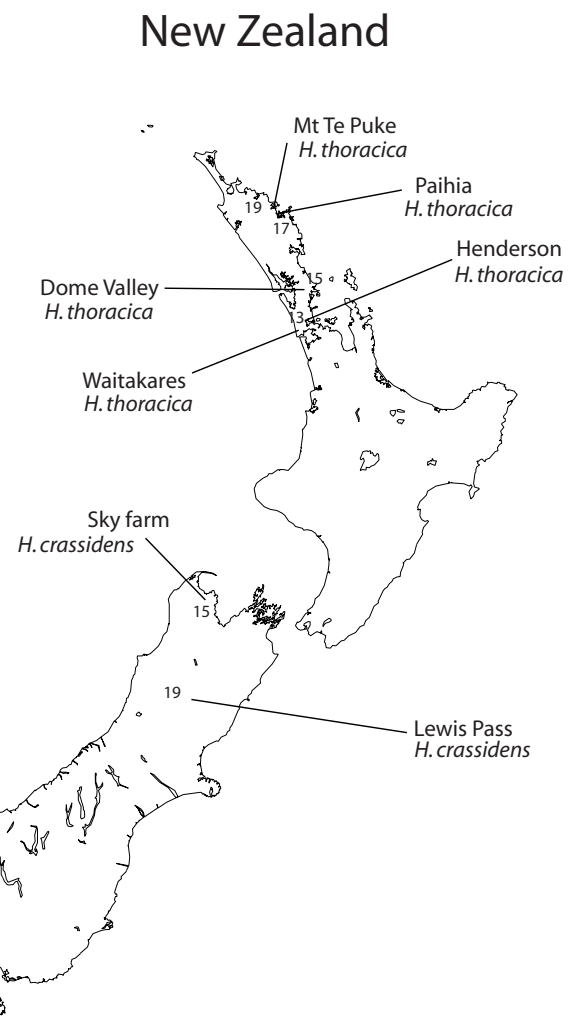 New Zealand
Mt Te Puke
H. thoracica
Paihia
H. thoracica
19
17
Henderson
H. thoracica
15
Dome Valley
H. thoracica
13
Waitakares
H. thoracica
Sky farm
H. crassidens
15
19
Lewis Pass
H. crassidens